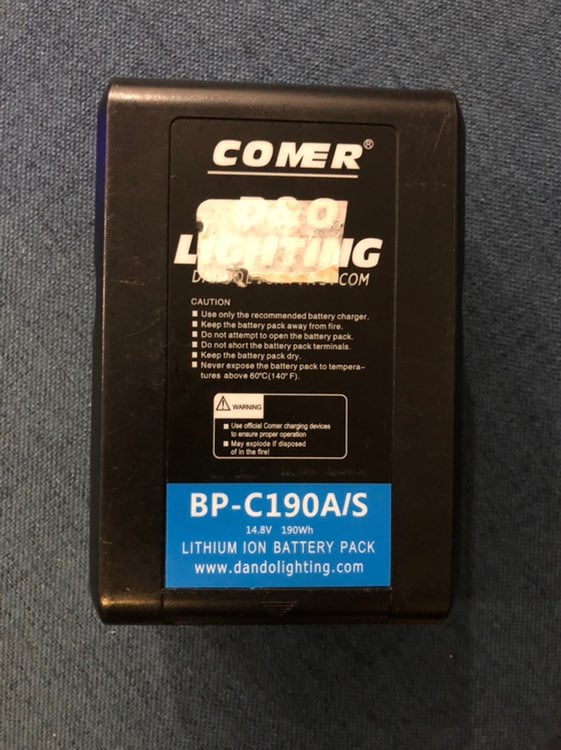 COMER®
D&O
LIGHTING
CAUTION
■ Use only the recommended battery charger.
■ Keep the battery pack away from fire.
■ Do not attempt to open the battery pack.
■ Do not short the battery pack terminals.
■ Keep the battery pack dry.
■ Never expose the battery pack to tempera-
tures above 60℃(140°F).
WARNING
■ Use official Comer charging devices
to ensure proper operation
■ May explode if disposed
of in the fire!
BP-C190A/S
14.8V 190Wh
LITHIUM ION BATTERY PACK
www.dandolighting.com